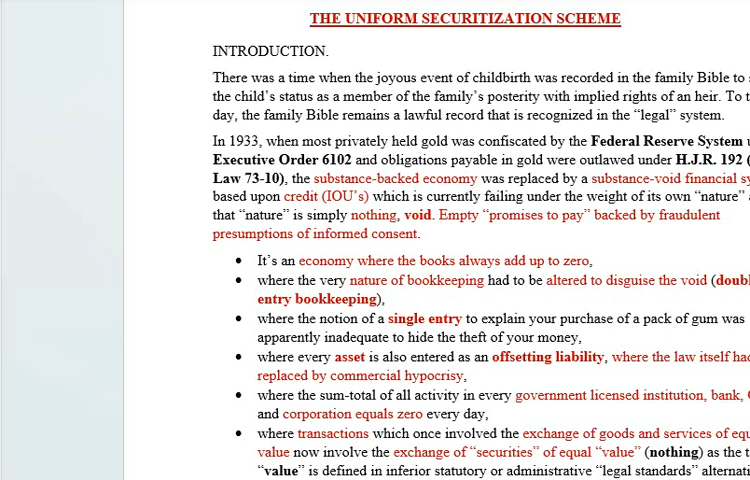 THE UNIFORM SECURITIZATION SCHEME
INTRODUCTION.
There was a time when the joyous event of childbirth was recorded in the family Bible to
the child's status as a member of the family's posterity with implied rights of an heir. To t
day, the family Bible remains a lawful record that is recognized in the “legal” system.
In 1933, when most privately held gold was confiscated by the Federal Reserve System u
Executive Order 6102 and obligations payable in gold were outlawed under H.J.R. 192 (
Law 73-10), the substance-backed economy was replaced by a substance-void financial sy
based upon credit (IOU's) which is currently failing under the weight of its own “nature”
that “nature” is simply nothing, void. Empty “promises to pay” backed by fraudulent
presumptions of informed consent.
• It's an economy where the books always add up to zero,
• where the very nature of bookkeeping had to be altered to disguise the void (doub
entry bookkeeping),
• where the notion of a single entry to explain your purchase of a pack of gum was
apparently inadequate to hide the theft of your money,
• where every asset is also entered as an offsetting liability, where the law itself had
replaced by commercial hypocrisy,
• where the sum-total of all activity in every government licensed institution, bank,
and corporation equals zero every day,
• where transactions which once involved the exchange of goods and services of equ
value now involve the exchange of “securities” of equal “value” (nothing) as the t
“value” is defined in inferior statutory or administrative “legal standards” alternati